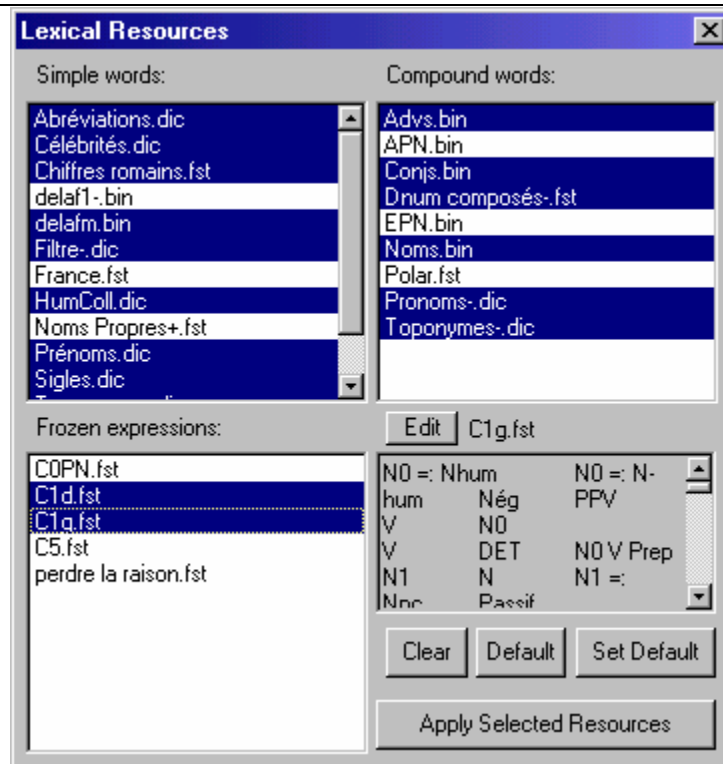 Lexical Resources
Simple words:
Abréviations.dic
Célébrités.dic
Chiffres romains.fst
delaf1-.bin
delafm.bin
Filtre-.dic
France.fst
HumColl.dic
Noms Propres+.fst
Prénoms.dic
Sigles.dic
Compound words:
Advs.bin
APN.bin
Conjs.bin
Dnum composés-.fst
EPN.bin
Noms.bin
Polar.fst
Pronoms-.dic
Toponymes-.dic
Frozen expressions:
C0PN.fst
C1d.fst
C1g.fst
C5.fst
perdre la raison.fst
Edit C1g.fst
N0 =: Nhum N0 =: N-
hum Nég PPV
V N0
V DET N0 V Prep
N1 N N1 =:
Npc Passif
Clear Default Set Default
Apply Selected Resources